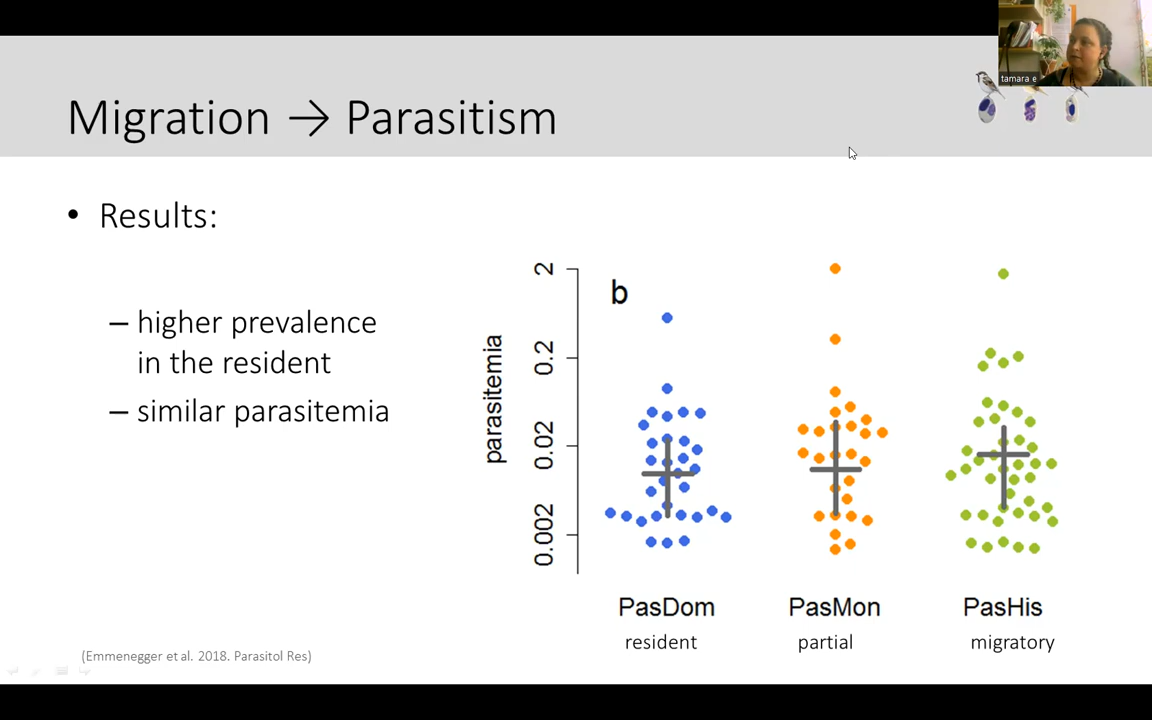 tamara e
Migration → Parasitism
• Results:
– higher prevalence
in the resident
– similar parasitemia
b
parasitemia
2
0.2
0.02
0.002
PasDom PasMon PasHis
resident partial migratory
(Emmenegger et al. 2018. Parasitol Res)